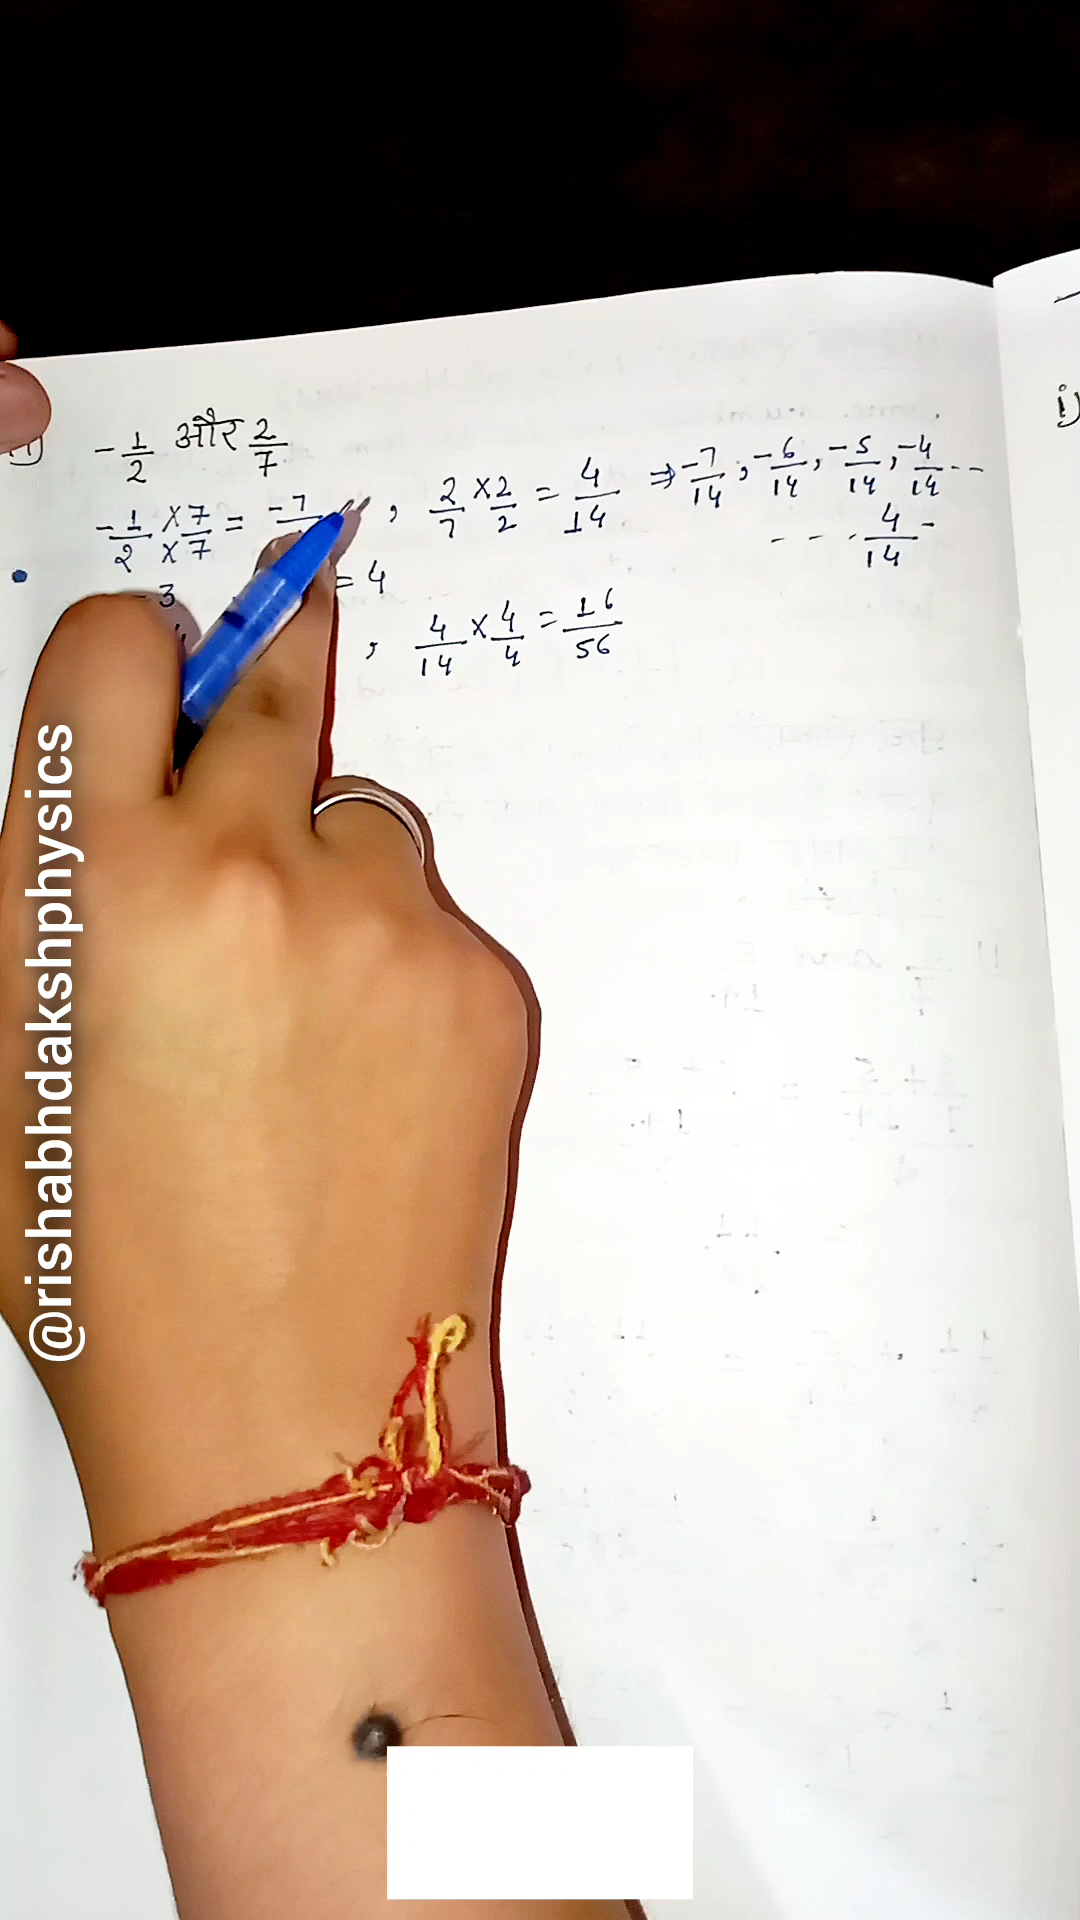 -1/2 और 2/7
-1/2 × 7/× 7 = -7 , 2/7 × 2/2 = 4/14 ⇒ -7/14, -6/14, -5/14, -4/14 --
- - - 4/14 -
3 = 4
, 4/14 × 4/4 = 16/56
i)
@rishabhdakshphysics